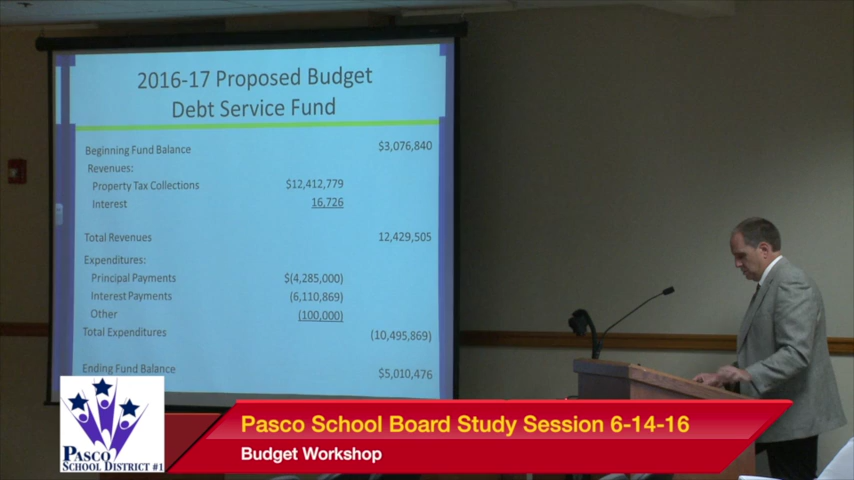 2016-17 Proposed Budget
Debt Service Fund
Beginning Fund Balance $3,076,840
Revenues:
Property Tax Collections $12,412,779
Interest 16,726
Total Revenues 12,429,505
Expenditures:
Principal Payments $(4,285,000)
Interest Payments (6,110,869)
Other (100,000)
Total Expenditures (10,495,869)
Ending Fund Balance $5,010,476
Pasco School Board Study Session 6-14-16
Budget Workshop
PASCO
SCHOOL DISTRICT #1